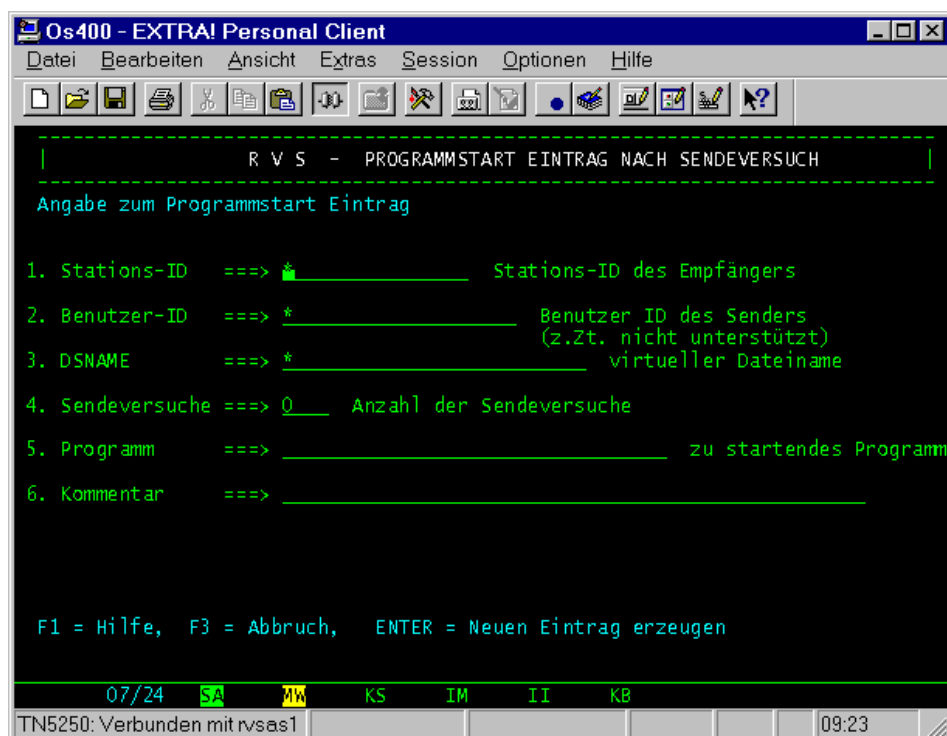 Os400 - EXTRA! Personal Client
Datei Bearbeiten Ansicht Extras Session Optionen Hilfe
R V S - PROGRAMMSTART EINTRAG NACH SENDEVERSUCH
Angabe zum Programmstart Eintrag
1. Stations-ID ===> * Stations-ID des Empfängers
2. Benutzer-ID ===> * Benutzer ID des Senders
(z.Zt. nicht unterstützt)
3. DSNAME ===> * virtueller Dateiname
4. Sendeversuche ===> 0 Anzahl der Sendeversuche
5. Programm ===> zu startendes Programm
6. Kommentar ===>
F1 = Hilfe, F3 = Abbruch, ENTER = Neuen Eintrag erzeugen
07/24 SA MW KS IM II KB
TN5250: Verbunden mit rvsas1 09:23